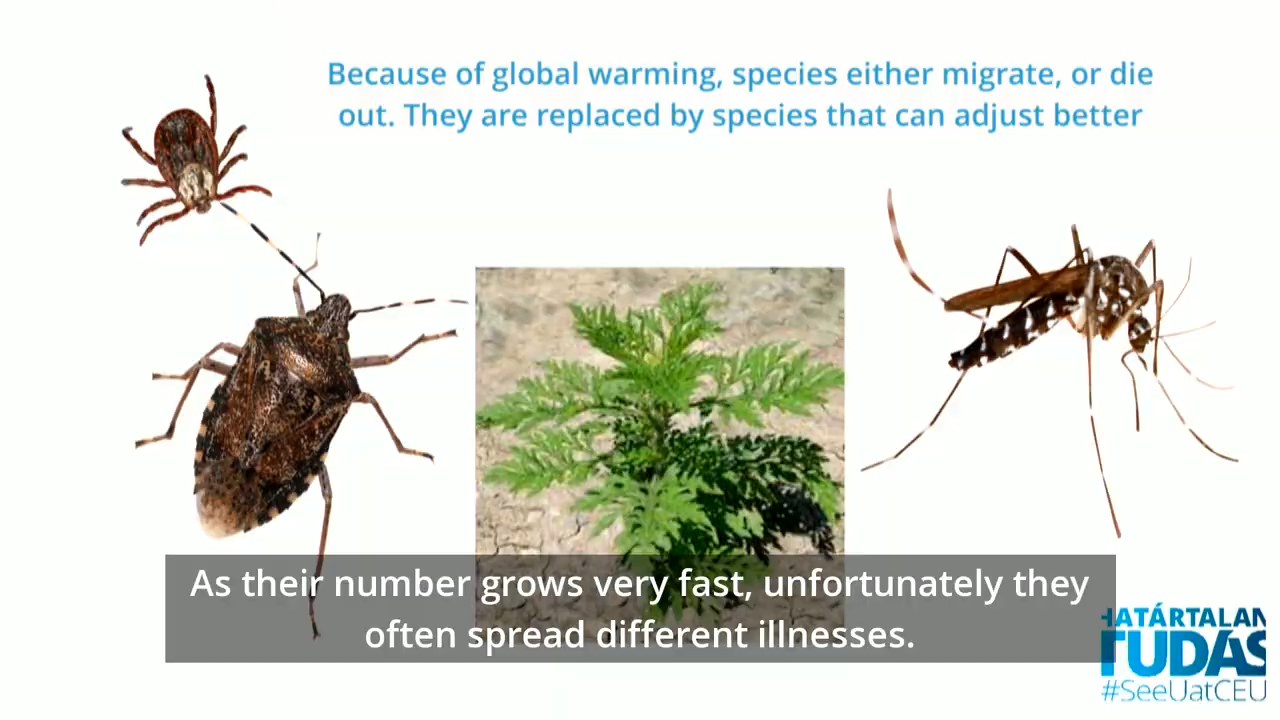 Because of global warming, species either migrate, or die
out. They are replaced by species that can adjust better
As their number grows very fast, unfortunately they
often spread different illnesses.
HATÁRTALAN
TUDÁS
#SeeUatCEU